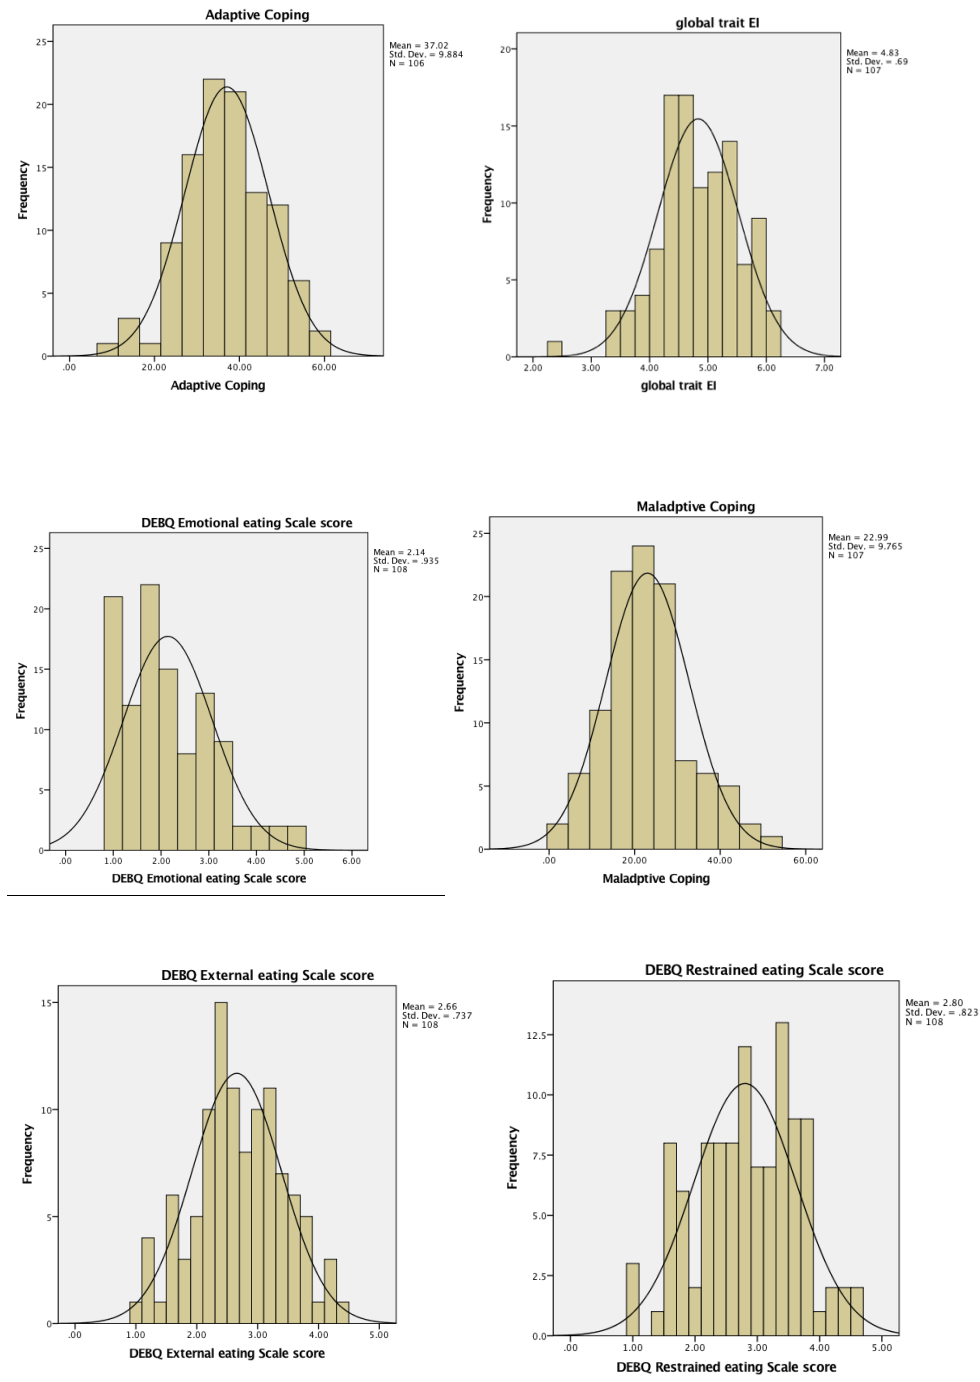 Adaptive Coping
Mean = 37.02
Std. Dev. = 9.884
N = 106
25
20
15
10
5
0
Frequency
.00 20.00 40.00 60.00
Adaptive Coping
global trait EI
Mean = 4.83
Std. Dev. = .69
N = 107
20
15
10
5
0
Frequency
2.00 3.00 4.00 5.00 6.00 7.00
global trait EI
DEBQ Emotional eating Scale score
Mean = 2.14
Std. Dev. = .935
N = 108
25
20
15
10
5
0
Frequency
.00 1.00 2.00 3.00 4.00 5.00 6.00
DEBQ Emotional eating Scale score
Maladptive Coping
Mean = 22.99
Std. Dev. = 9.765
N = 107
25
20
15
10
5
0
Frequency
.00 20.00 40.00 60.00
Maladptive Coping
DEBQ External eating Scale score
Mean = 2.66
Std. Dev. = .737
N = 108
15
10
5
0
Frequency
.00 1.00 2.00 3.00 4.00 5.00
DEBQ External eating Scale score
DEBQ Restrained eating Scale score
Mean = 2.80
Std. Dev. = .823
N = 108
12.5
10.0
7.5
5.0
2.5
0.0
Frequency
.00 1.00 2.00 3.00 4.00 5.00
DEBQ Restrained eating Scale score